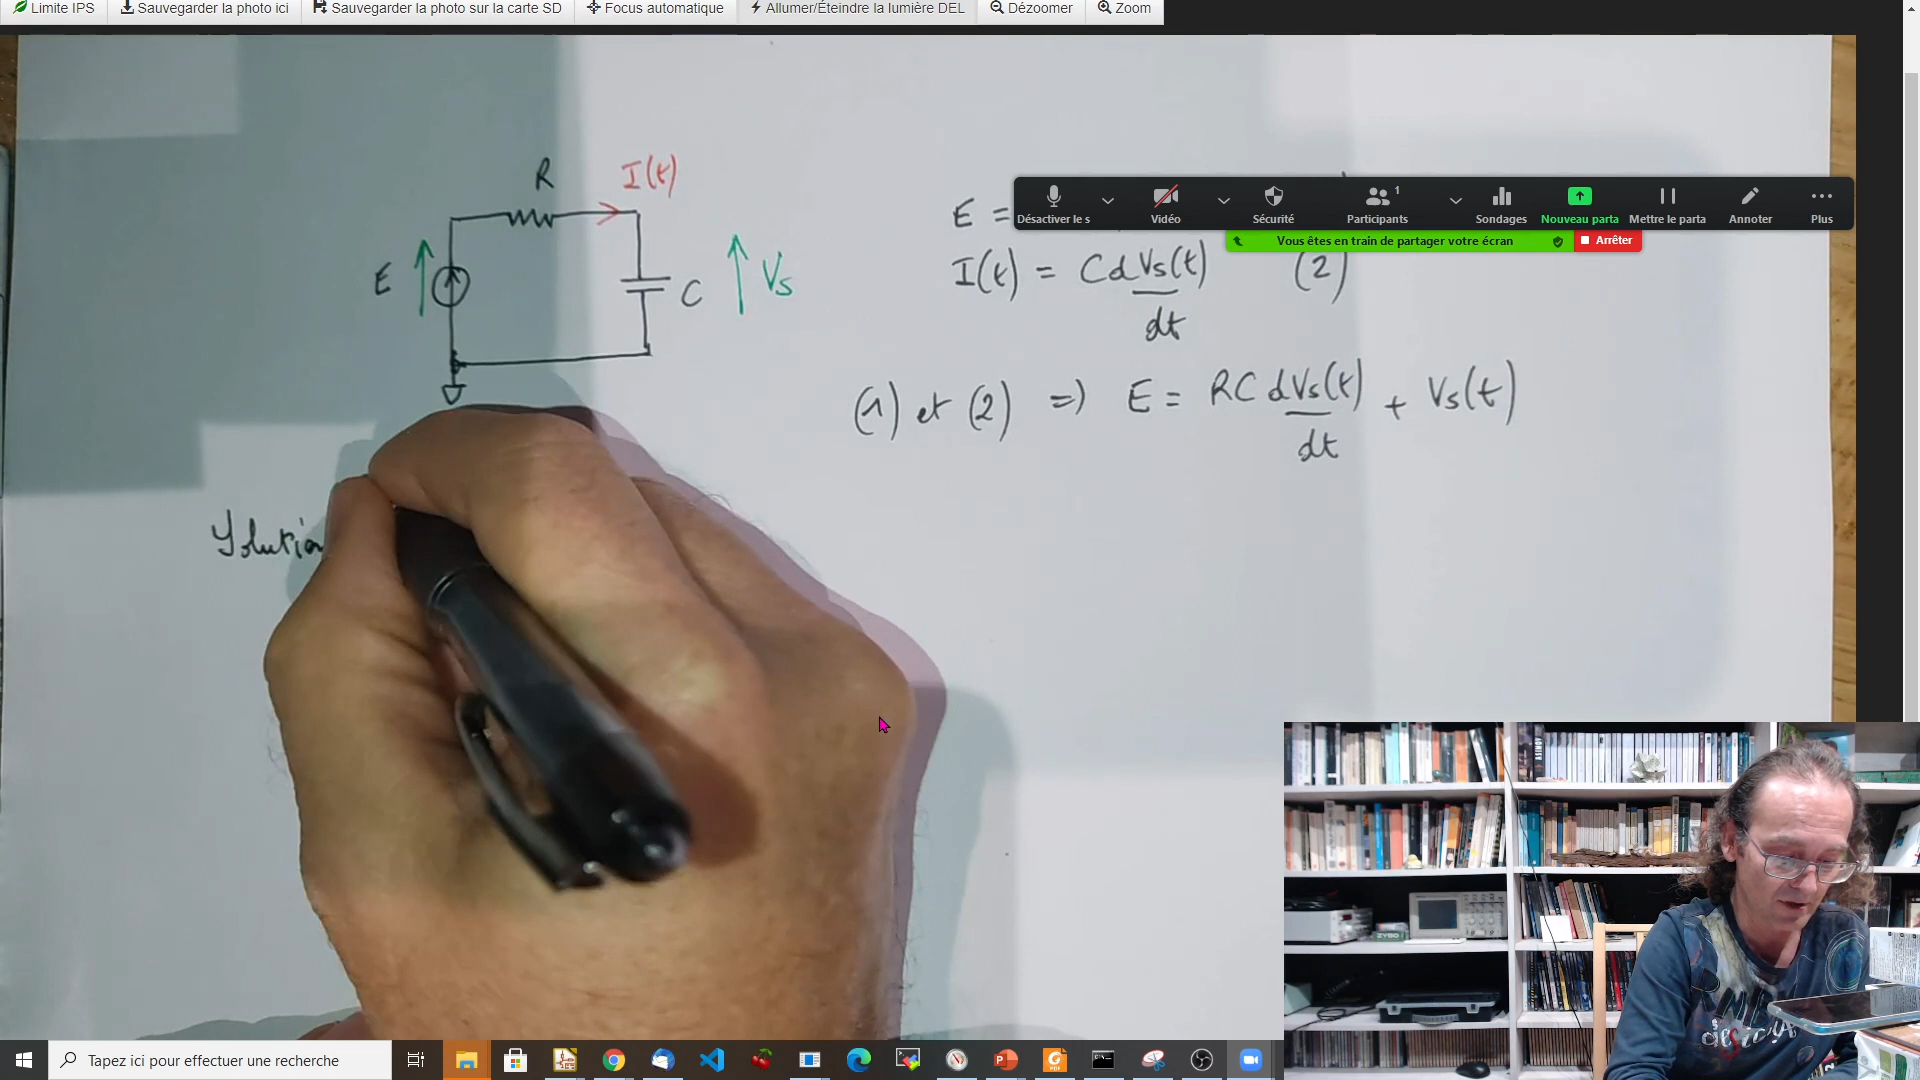 Limite IPS
Sauvegarder la photo ici
Sauvegarder la photo sur la carte SD
Focus automatique
Allumer/Éteindre la lumière DEL
Dézoomer
Zoom
R
I(t)
E
C
Vs
E =
Désactiver le s
Vidéo
Sécurité
1
Participants
Sondages
Nouveau parta
Mettre le parta
Annoter
Plus
Vous êtes en train de partager votre écran
Arrêter
I(t) = C dVs(t) (2)
dt
(1) et (2) => E = RC dVs(t) + Vs(t)
dt
Solution
Tapez ici pour effectuer une recherche